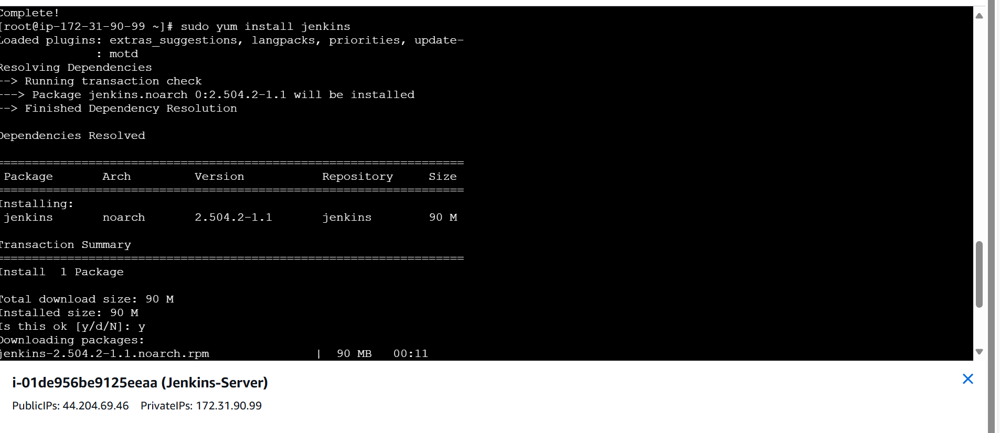 Complete!
[root@ip-172-31-90-99 ~]# sudo yum install jenkins
Loaded plugins: extras_suggestions, langpacks, priorities, update-
              : motd
Resolving Dependencies
--> Running transaction check
---> Package jenkins.noarch 0:2.504.2-1.1 will be installed
--> Finished Dependency Resolution

Dependencies Resolved

==================================================================
 Package       Arch         Version           Repository     Size
==================================================================
Installing:
 jenkins       noarch       2.504.2-1.1       jenkins        90 M

Transaction Summary
==================================================================
Install  1 Package

Total download size: 90 M
Installed size: 90 M
Is this ok [y/d/N]: y
Downloading packages:
jenkins-2.504.2-1.1.noarch.rpm               |  90 MB   00:11
i-01de956be9125eeaa (Jenkins-Server)
PublicIPs: 44.204.69.46    PrivateIPs: 172.31.90.99